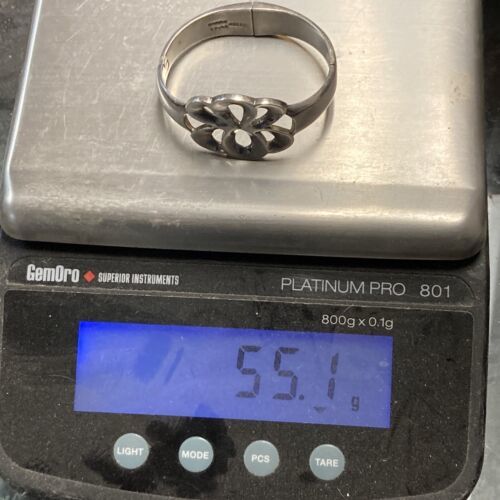 GemOro SUPERIOR INSTRUMENTS
PLATINUM PRO 801
800g x 0.1g
55.1 g
LIGHT MODE PCS TARE